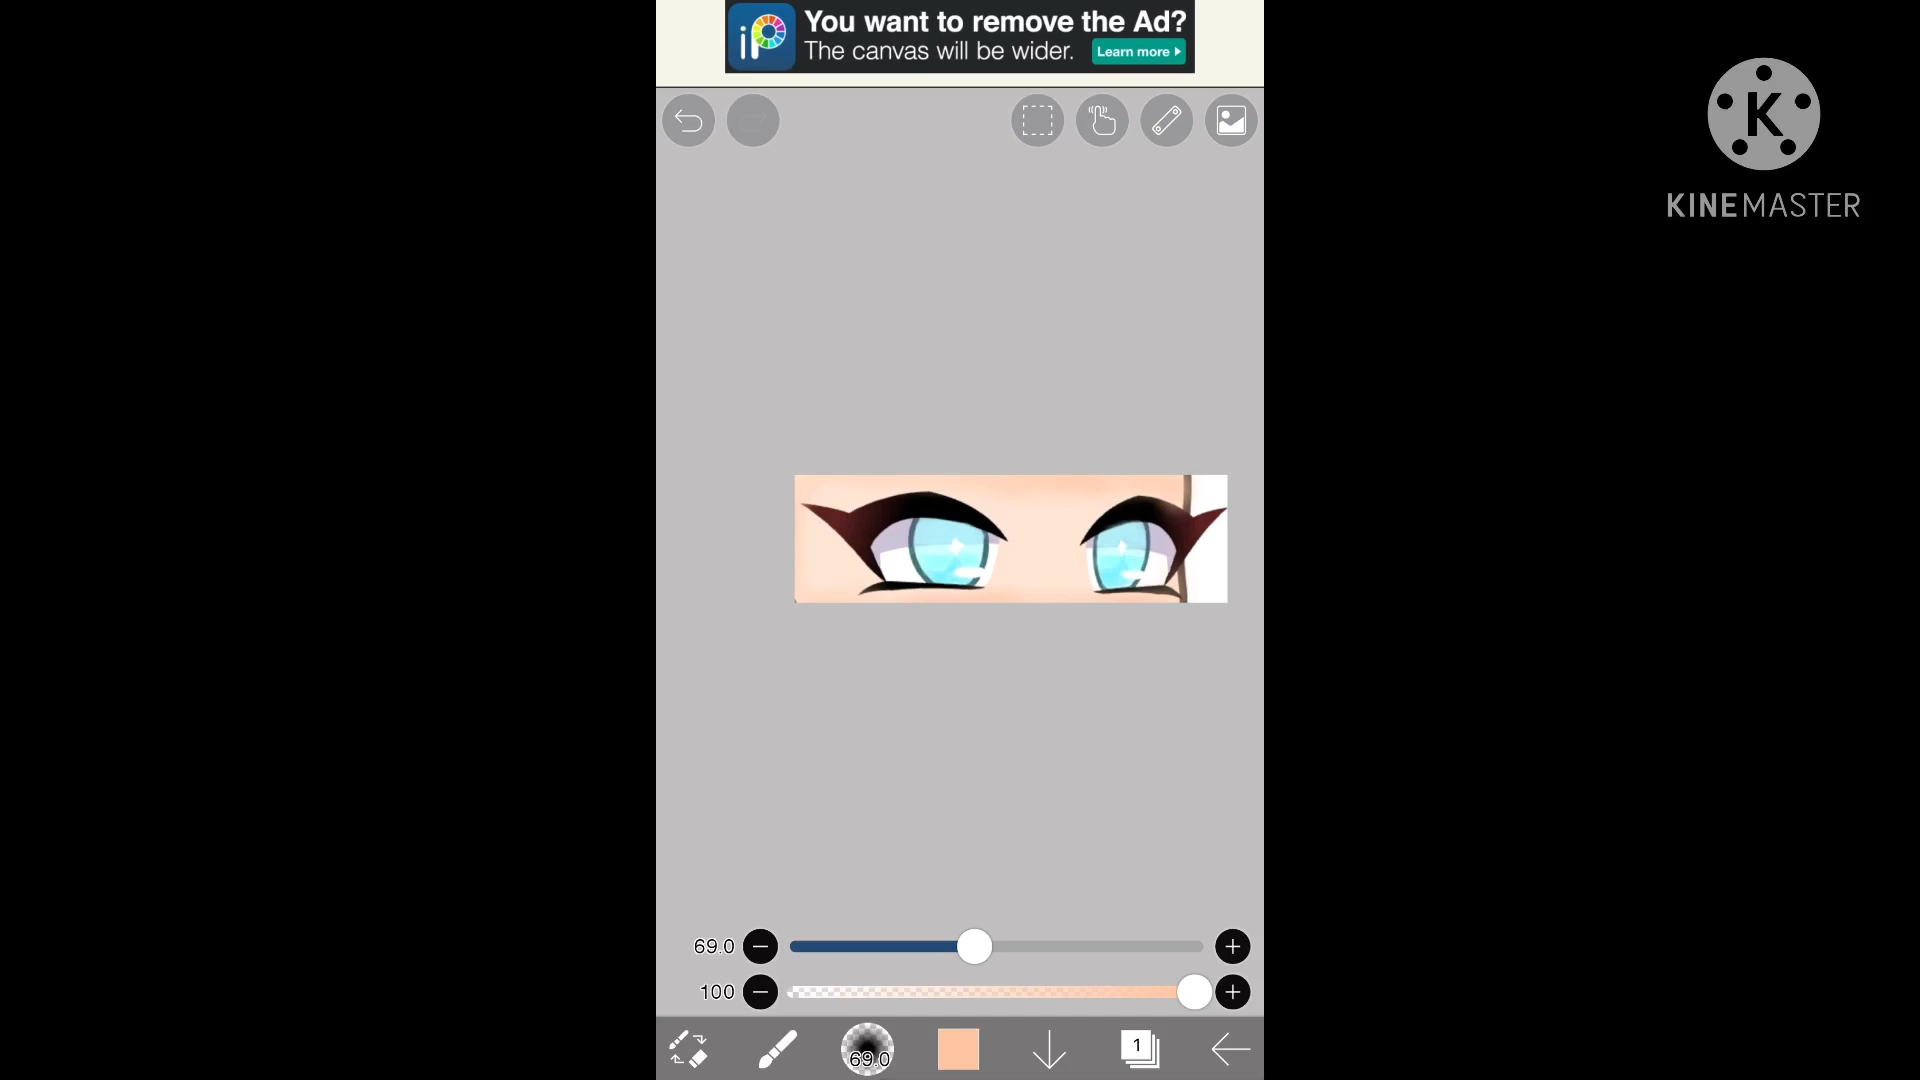 iP
You want to remove the Ad?
The canvas will be wider.
Learn more
K
KINEMASTER
69.0
100
69.0
1